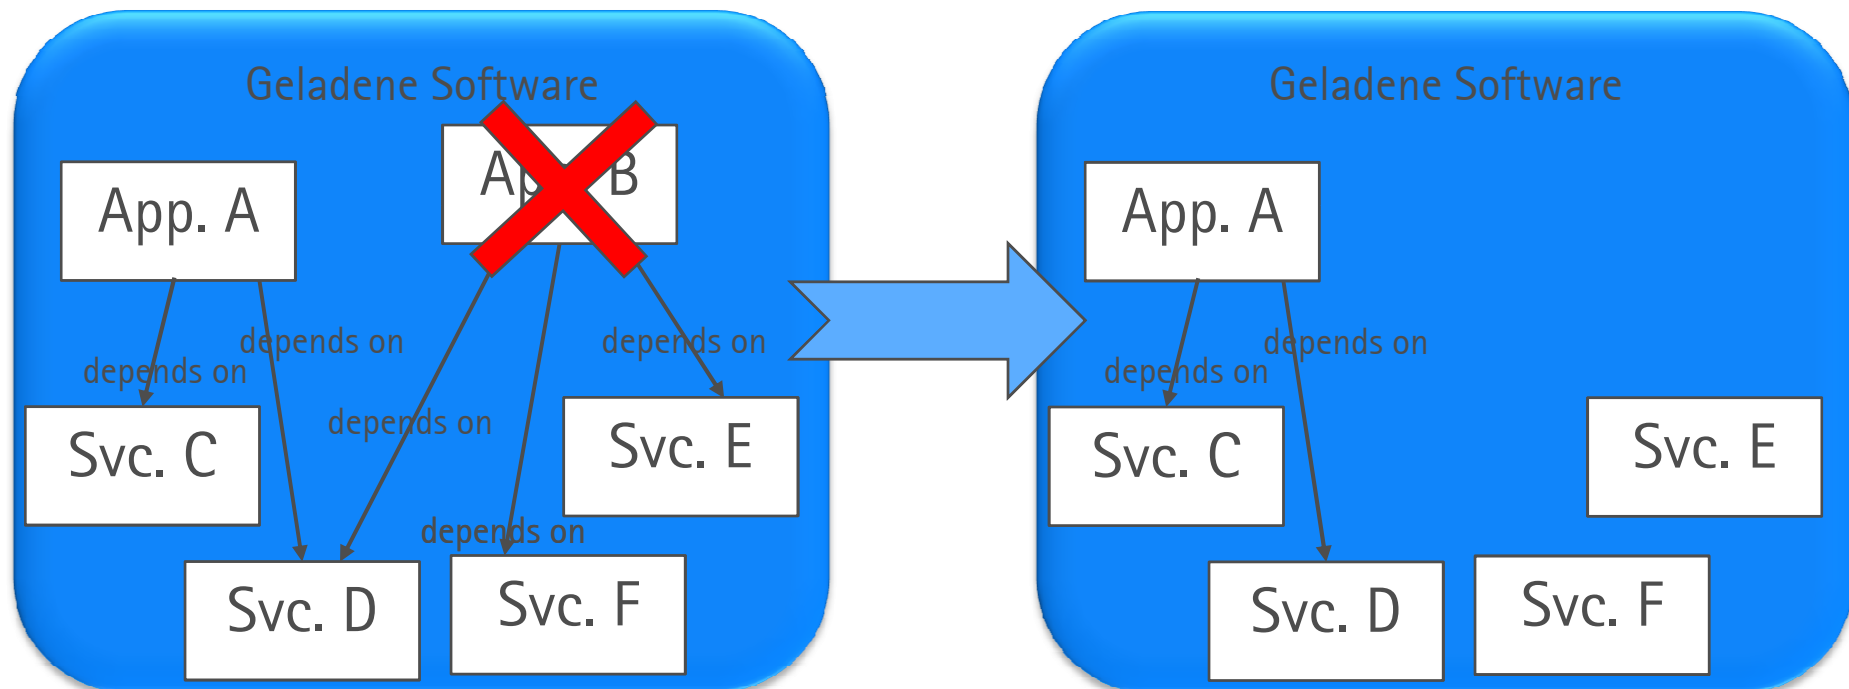 Geladene Software
App. B
App. A
depends on
depends on
depends on
depends on
depends on
Svc. C
Svc. E
Svc. D
Svc. F
Geladene Software
App. A
depends on
depends on
Svc. C
Svc. E
Svc. D
Svc. F